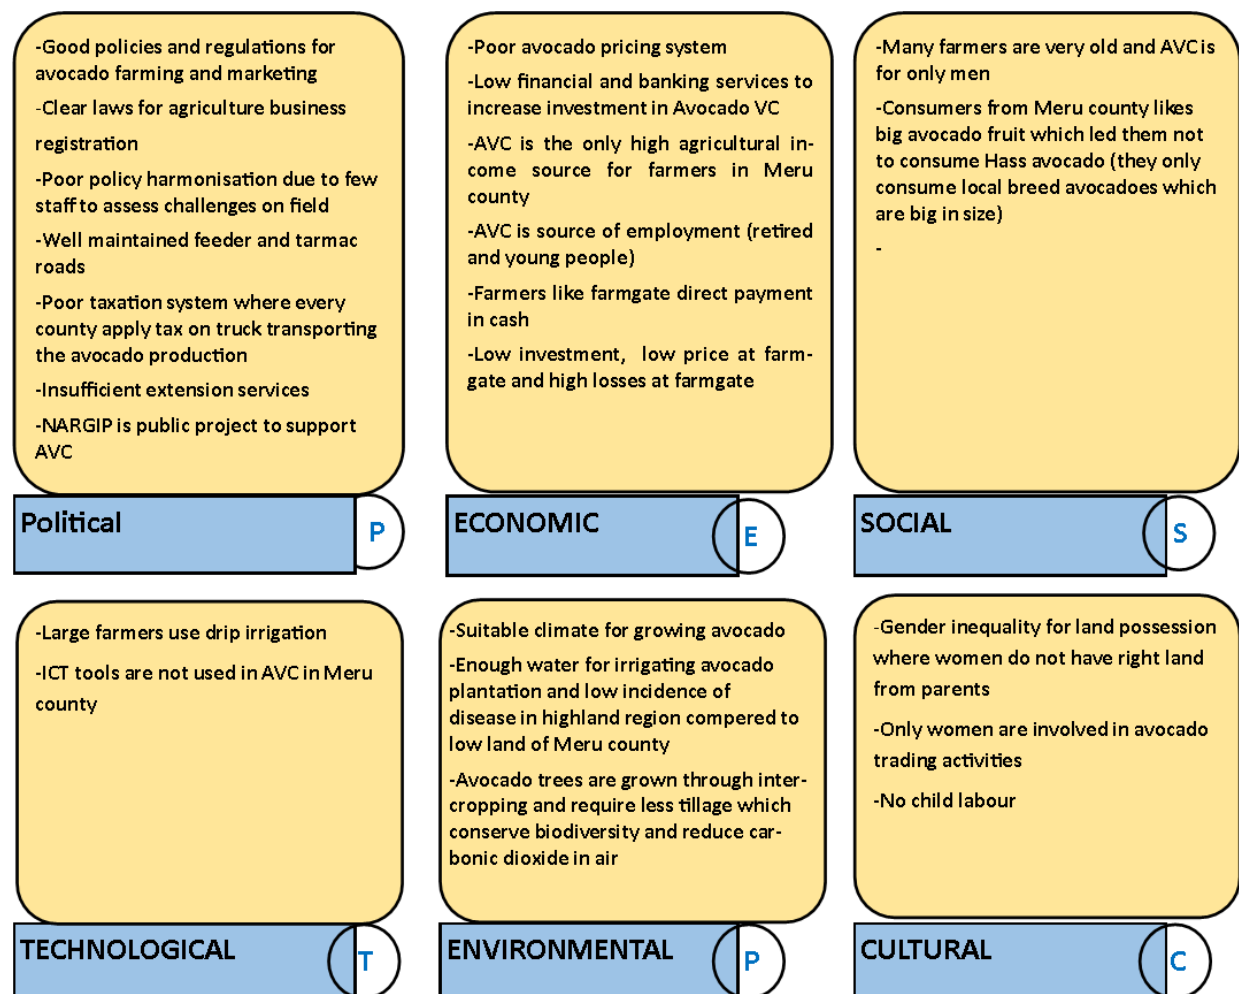 -Good policies and regulations for
avocado farming and marketing
-Clear laws for agriculture business
registration
-Poor policy harmonisation due to few
staff to assess challenges on field
-Well maintained feeder and tarmac
roads
-Poor taxation system where every
county apply tax on truck transporting
the avocado production
-Insufficient extension services
-NARGIP is public project to support
AVC
Political
P
-Poor avocado pricing system
-Low financial and banking services to
increase investment in Avocado VC
-AVC is the only high agricultural in-
come source for farmers in Meru
county
-AVC is source of employment (retired
and young people)
-Farmers like farmgate direct payment
in cash
-Low investment, low price at farm-
gate and high losses at farmgate
ECONOMIC
E
-Many farmers are very old and AVC is
for only men
-Consumers from Meru county likes
big avocado fruit which led them not
to consume Hass avocado (they only
consume local breed avocadoes which
are big in size)
-
SOCIAL
S
-Large farmers use drip irrigation
-ICT tools are not used in AVC in Meru
county
TECHNOLOGICAL
T
-Suitable climate for growing avocado
-Enough water for irrigating avocado
plantation and low incidence of
disease in highland region compered to
low land of Meru county
-Avocado trees are grown through inter-
cropping and require less tillage which
conserve biodiversity and reduce car-
bonic dioxide in air
ENVIRONMENTAL
P
-Gender inequality for land possession
where women do not have right land
from parents
-Only women are involved in avocado
trading activities
-No child labour
CULTURAL
C